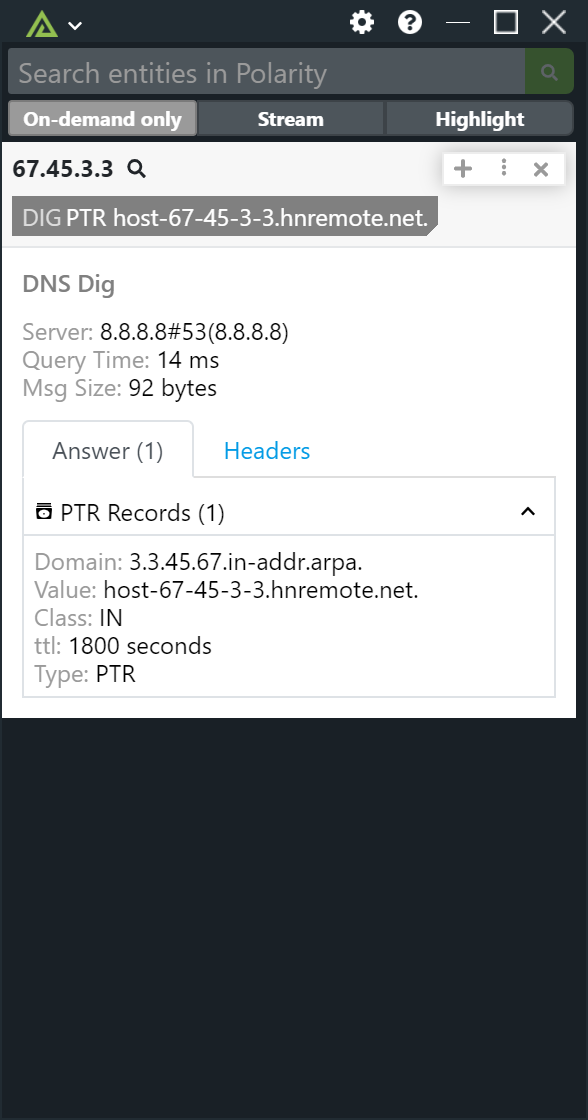 Search entities in Polarity
On-demand only Stream Highlight
67.45.3.3
DIG PTR host-67-45-3-3.hnremote.net.
DNS Dig
Server: 8.8.8.8#53(8.8.8.8)
Query Time: 14 ms
Msg Size: 92 bytes
Answer (1) Headers
PTR Records (1)
Domain: 3.3.45.67.in-addr.arpa.
Value: host-67-45-3-3.hnremote.net.
Class: IN
ttl: 1800 seconds
Type: PTR